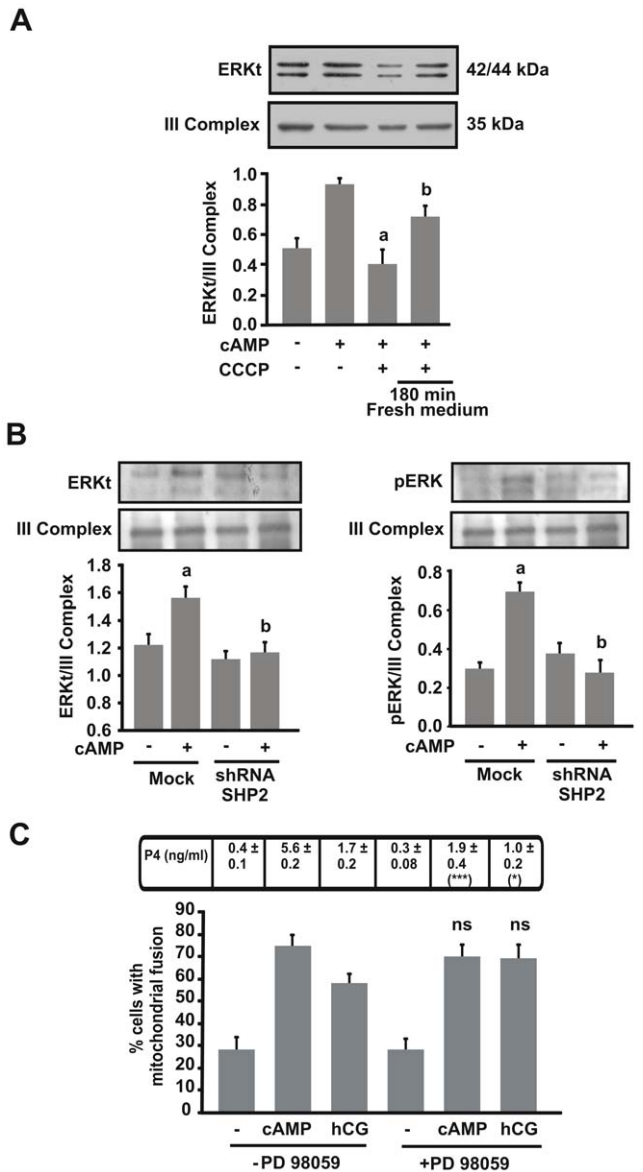 A
ERKt 42/44 kDa
III Complex 35 kDa
ERKt/III Complex
1.0
0.8
0.6
0.4
0.2
0.0
a
b
cAMP - + + +
CCCP - - + +
180 min
Fresh medium
B
ERKt
III Complex
ERKt/III Complex
1.8
1.6
1.4
1.2
1.0
0.8
0.6
a
b
cAMP - + - +
Mock shRNA
SHP2
pERK
III Complex
pERK/III Complex
0.8
0.6
0.4
0.2
0.0
a
b
cAMP - + - +
Mock shRNA
SHP2
C
P4 (ng/ml) 0.4 ± 5.6 ± 1.7 ± 0.3 ± 1.9 ± 1.0 ±
0.1 0.2 0.2 0.08 0.4 0.2
(***) (*)
% cells with
mitochondrial fusion
90
80
70
60
50
40
30
20
10
0
ns ns
- cAMP hCG - cAMP hCG
-PD 98059 +PD 98059